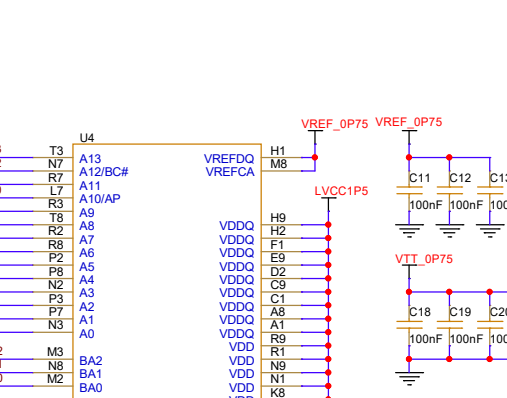 VREF_0P75 VREF_0P75
U4
T3 A13 VREFDQ H1
N7 A12/BC# VREFCA M8
R7 A11
L7 A10/AP
R3 A9
T8 A8 VDDQ H9
R2 A7 VDDQ H2
R8 A6 VDDQ F1
P2 A5 VDDQ E9
P8 A4 VDDQ D2
N2 A3 VDDQ C9
P3 A2 VDDQ C1
P7 A1 VDDQ A8
N3 A0 VDDQ A1
VDD R9
M3 BA2 VDD R1
N8 BA1 VDD N9
M2 BA0 VDD N1
VDD K8
LVCC1P5
C11 C12
100nF 100nF
VTT_0P75
C18 C19
100nF 100nF